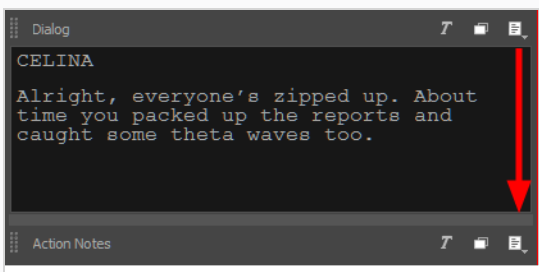 Dialog
CELINA
Alright, everyone's zipped up. About
time you packed up the reports and
caught some theta waves too.
Action Notes